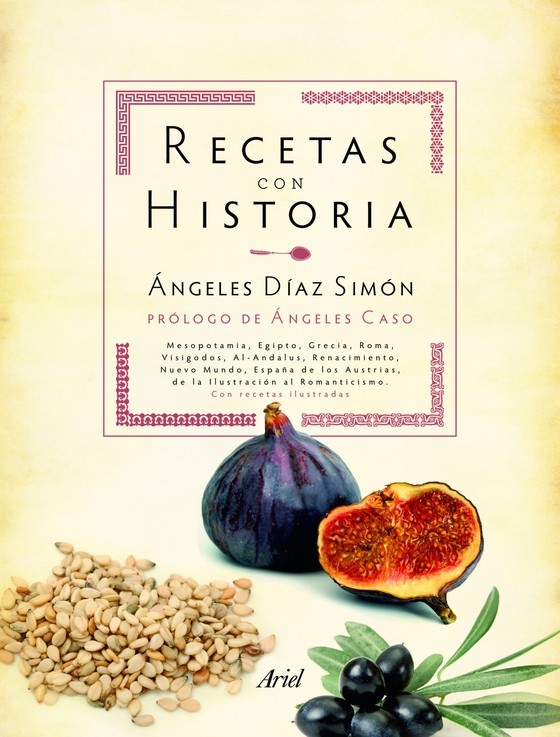 RECETAS
CON
HISTORIA
ÁNGELES DÍAZ SIMÓN
PRÓLOGO DE ÁNGELES CASO
Mesopotamia, Egipto, Grecia, Roma,
Visigodos, Al-Andalus, Renacimiento,
Nuevo Mundo, España de los Austrias,
de la Ilustración al Romanticismo.
Con recetas ilustradas
Ariel